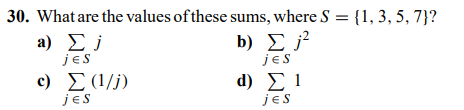 30. What are the values of these sums, where S = {1, 3, 5, 7}?
a) ∑ j b) ∑ j²
j∈S j∈S
c) ∑ (1/j) d) ∑ 1
j∈S j∈S